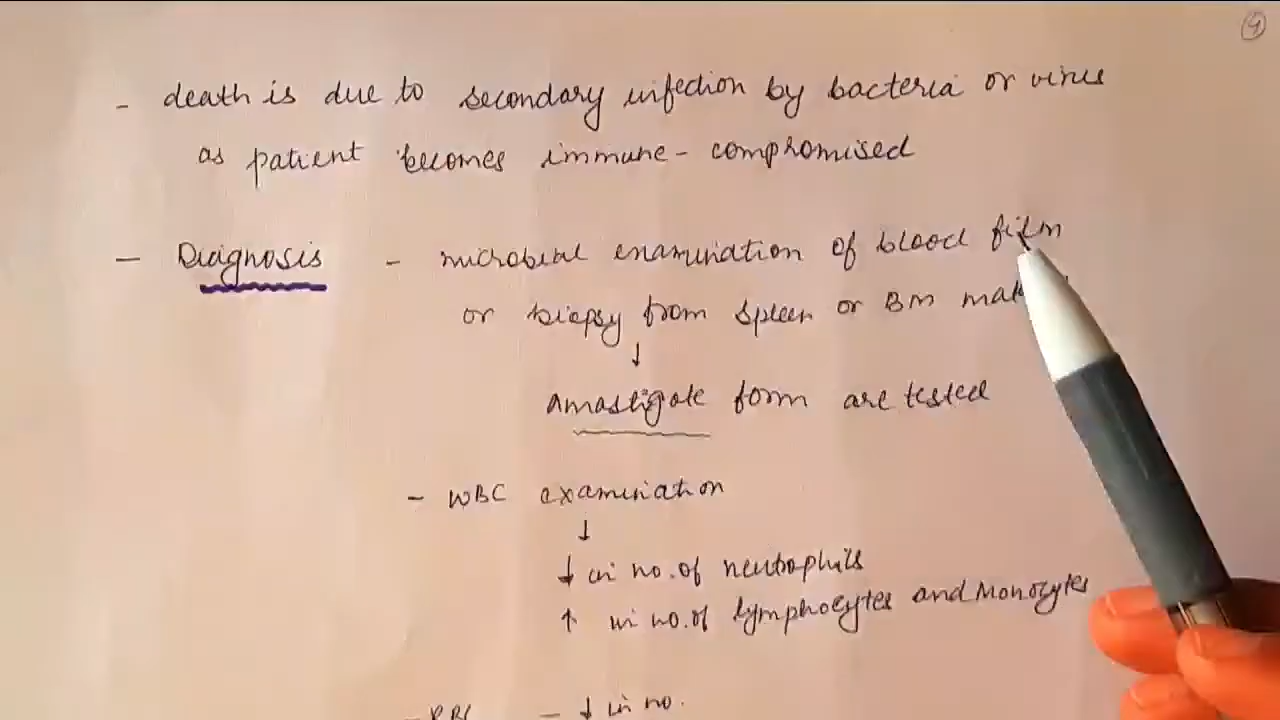 ④
- death is due to secondary infection by bacteria or virus
as patient becomes immune-compromised
- Diagnosis - microbial examination of blood film
or biopsy from spleen or BM
↓
amastigote form are tested
- WBC examination
↓
↓ in no. of neutrophils
↑ in no. of lymphocytes and Monocytes
- RBC - ↓ in no.